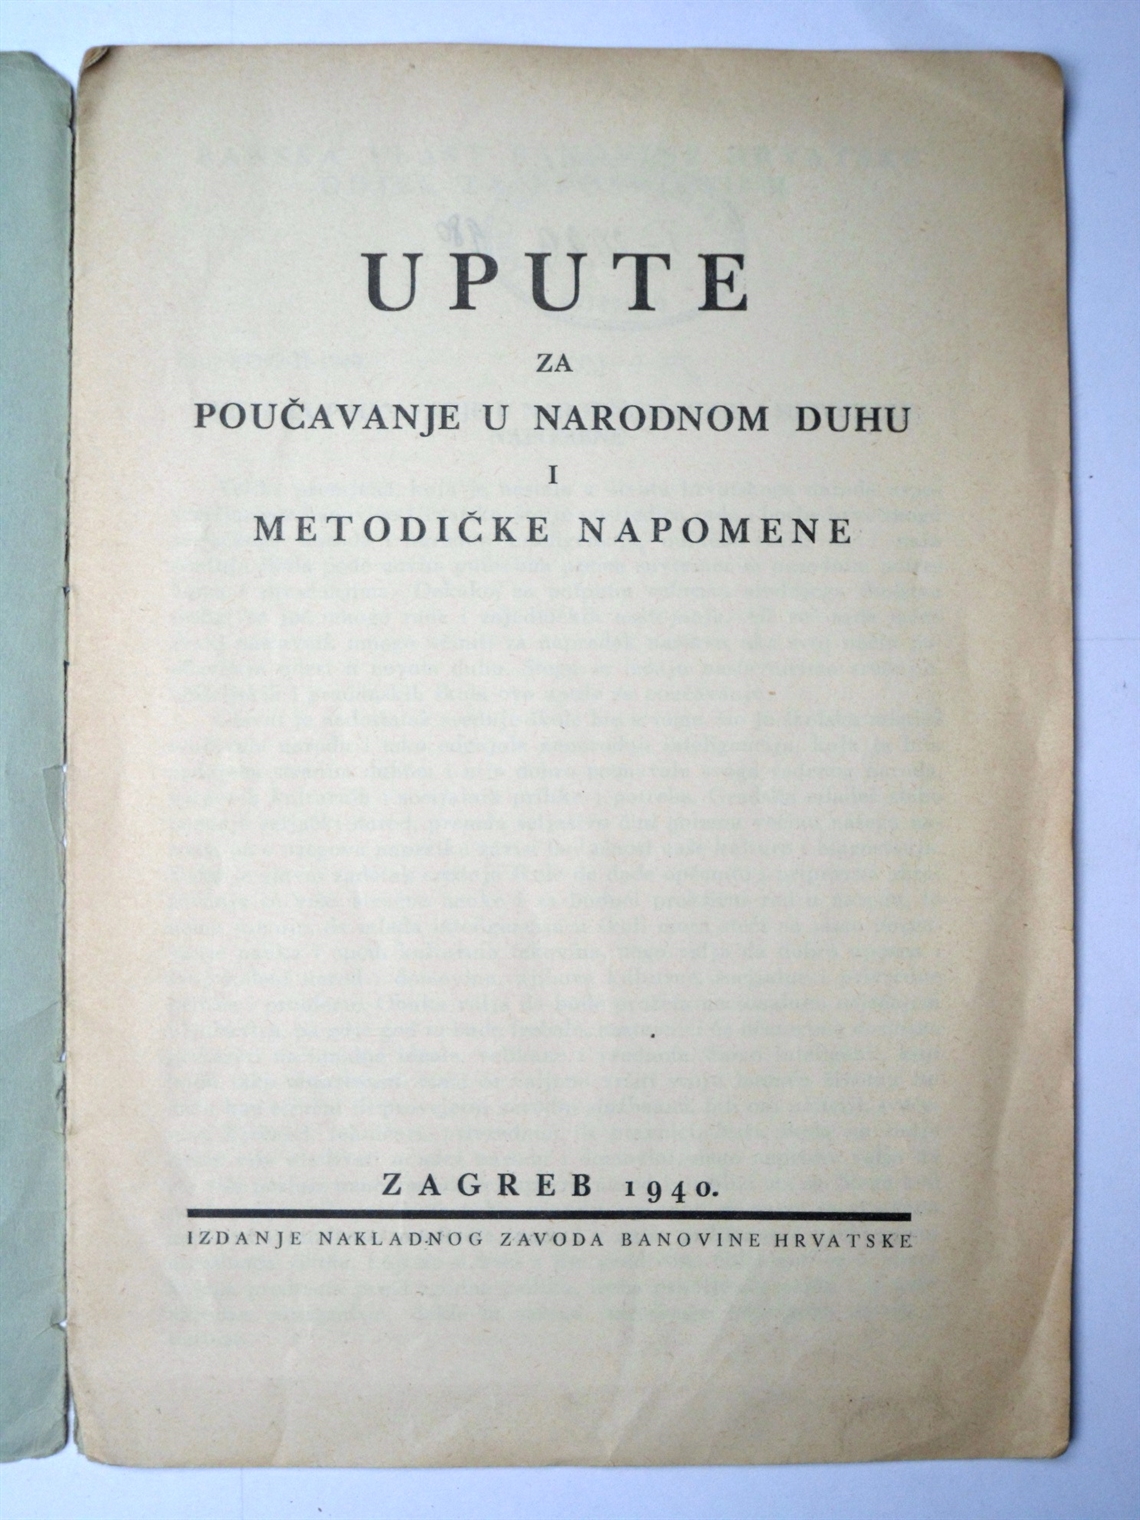 UPUTE
ZA
POUČAVANJE U NARODNOM DUHU
I
METODIČKE NAPOMENE
ZAGREB 1940.
IZDANJE NAKLADNOG ZAVODA BANOVINE HRVATSKE